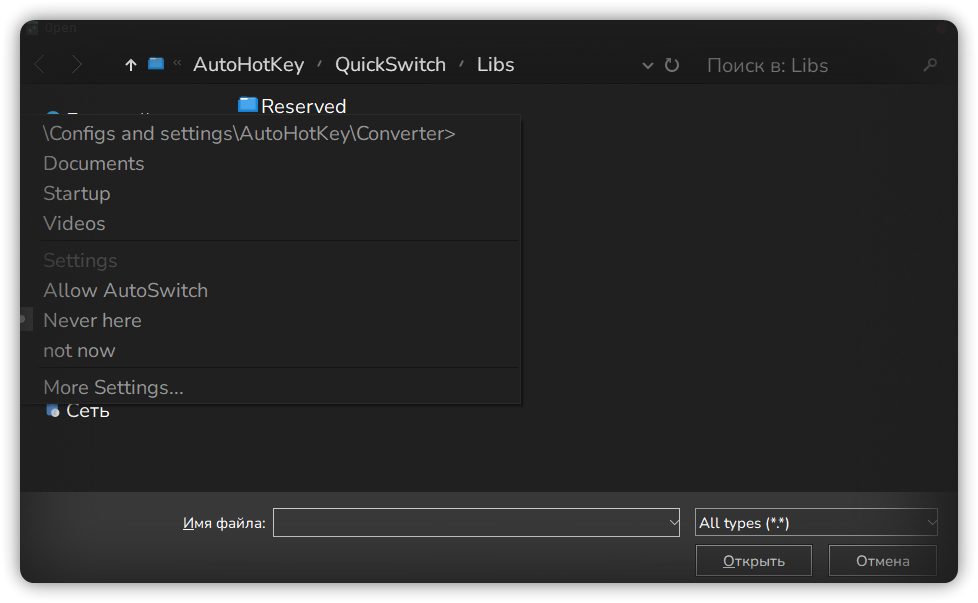 Open
« AutoHotKey / QuickSwitch / Libs
Поиск в: Libs
Reserved
\Configs and settings\AutoHotKey\Converter>
Documents
Startup
Videos
Settings
Allow AutoSwitch
Never here
not now
More Settings...
Сеть
Имя файла:
All types (*.*)
Открыть
Отмена